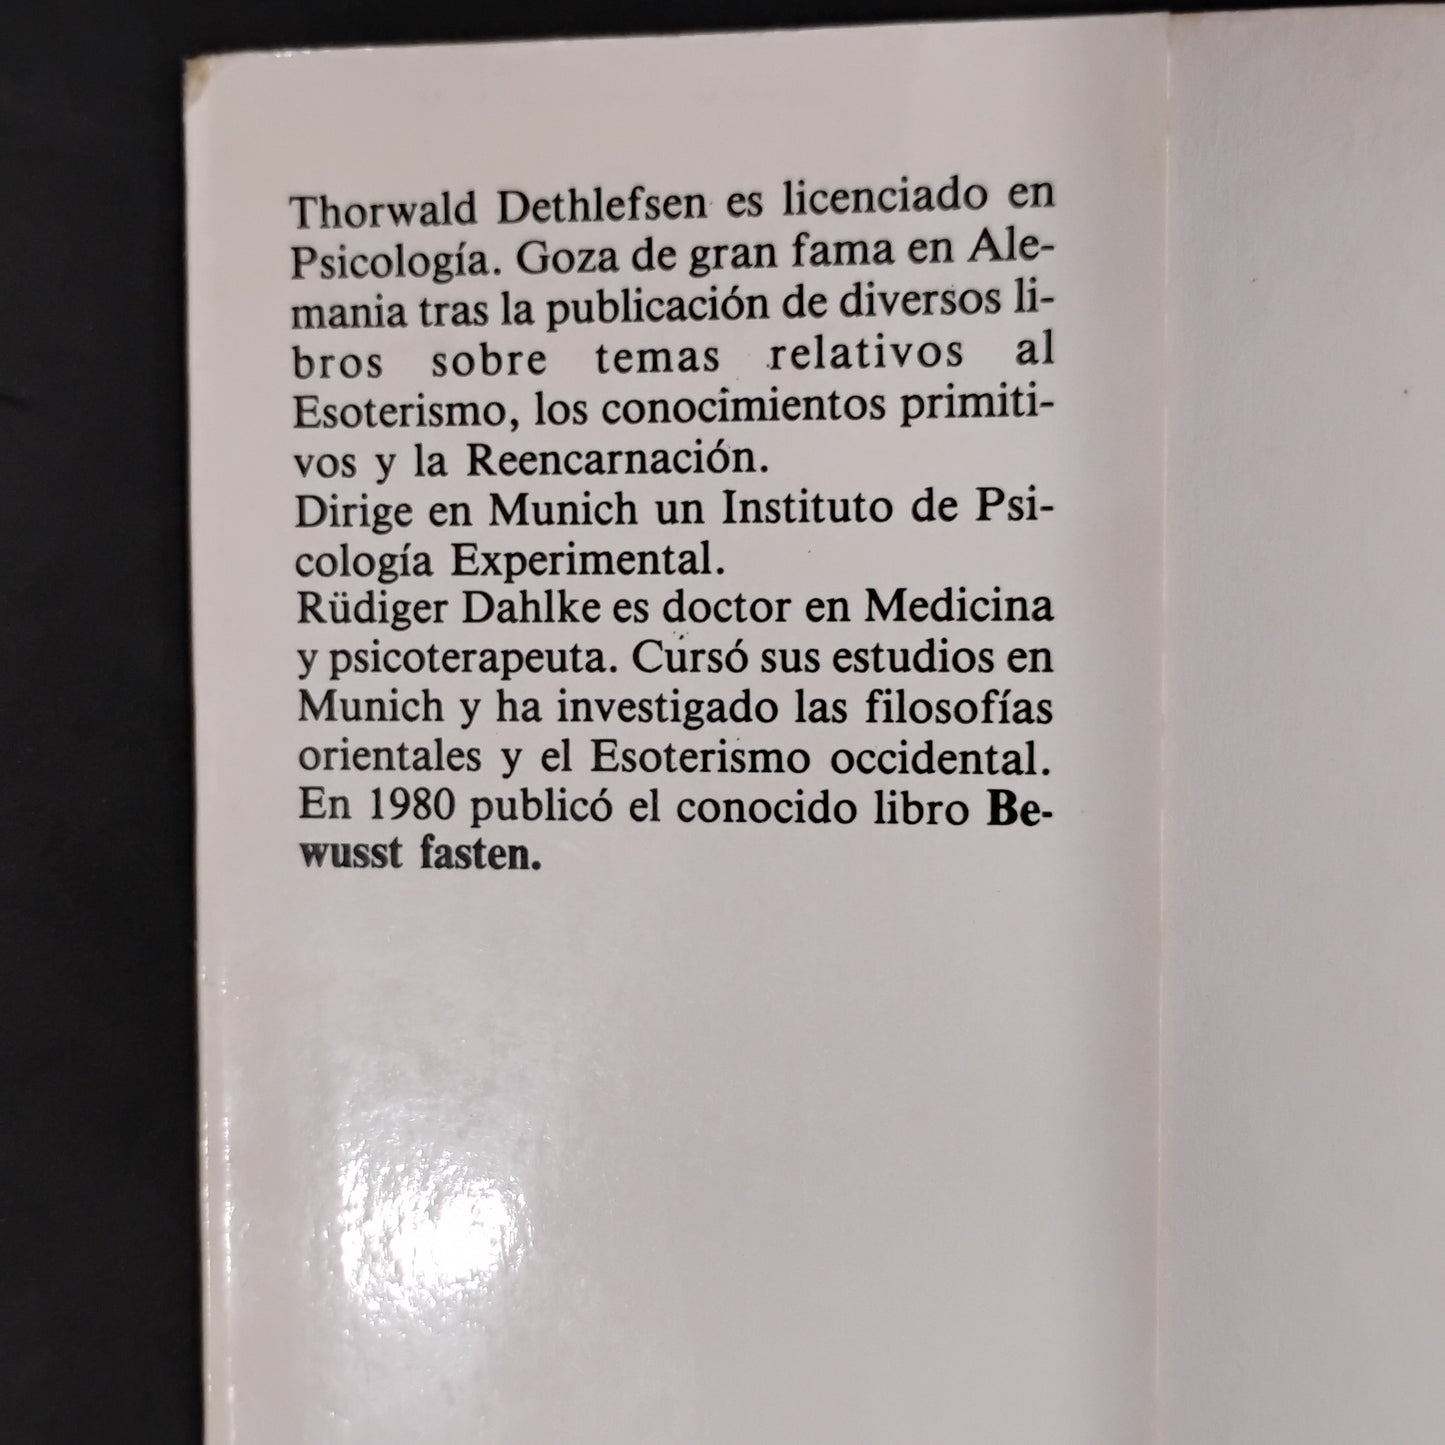 Thorwald Dethlefsen es licenciado en
Psicología. Goza de gran fama en Ale-
mania tras la publicación de diversos li-
bros sobre temas relativos al
Esoterismo, los conocimientos primiti-
vos y la Reencarnación.
Dirige en Munich un Instituto de Psi-
cología Experimental.
Rüdiger Dahlke es doctor en Medicina
y psicoterapeuta. Cursó sus estudios en
Munich y ha investigado las filosofías
orientales y el Esoterismo occidental.
En 1980 publicó el conocido libro Be-
wusst fasten.